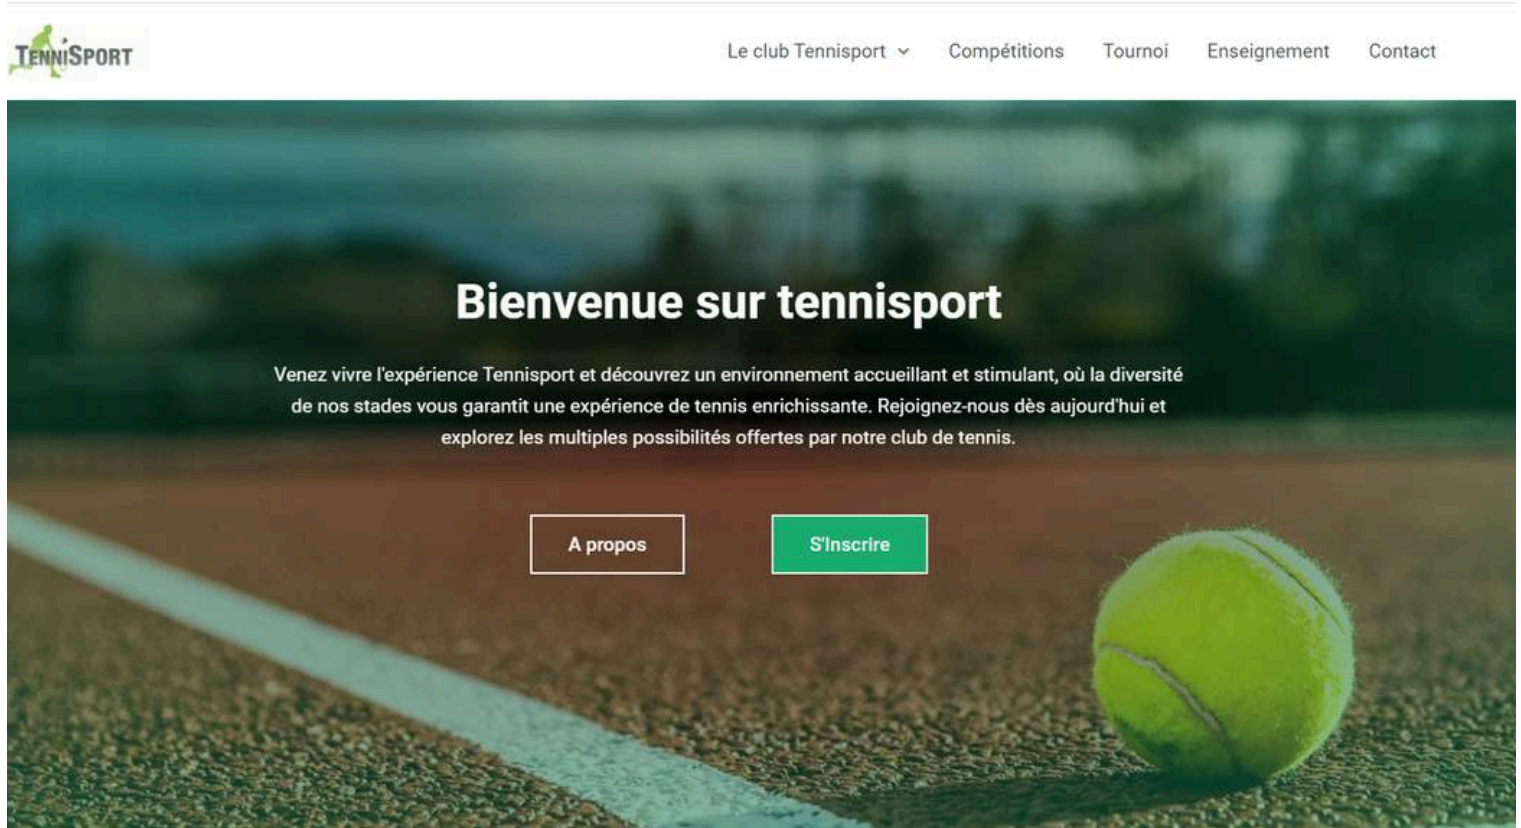 TENNISPORT
Le club Tennisport
Compétitions
Tournoi
Enseignement
Contact
Bienvenue sur tennisport
Venez vivre l'expérience Tennisport et découvrez un environnement accueillant et stimulant, où la diversité
de nos stades vous garantit une expérience de tennis enrichissante. Rejoignez-nous dès aujourd'hui et
explorez les multiples possibilités offertes par notre club de tennis.
A propos
S'Inscrire